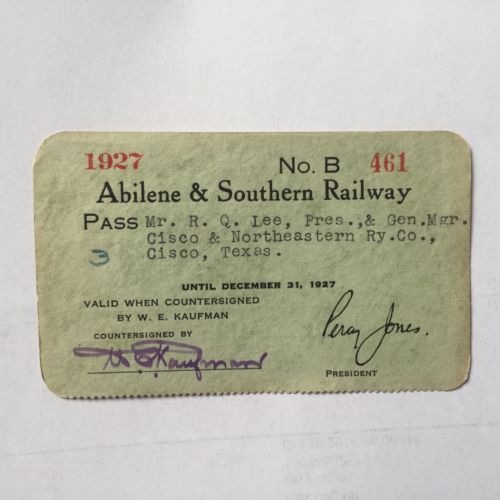 1927 No. B 461
Abilene & Southern Railway
PASS Mr. R. Q. Lee, Pres.,& Gen.Mgr.
Cisco & Northeastern Ry.Co.,
3 Cisco, Texas.
UNTIL DECEMBER 31, 1927
VALID WHEN COUNTERSIGNED
BY W. E. KAUFMAN
COUNTERSIGNED BY
W. E. Kaufman
Percy Jones.
PRESIDENT